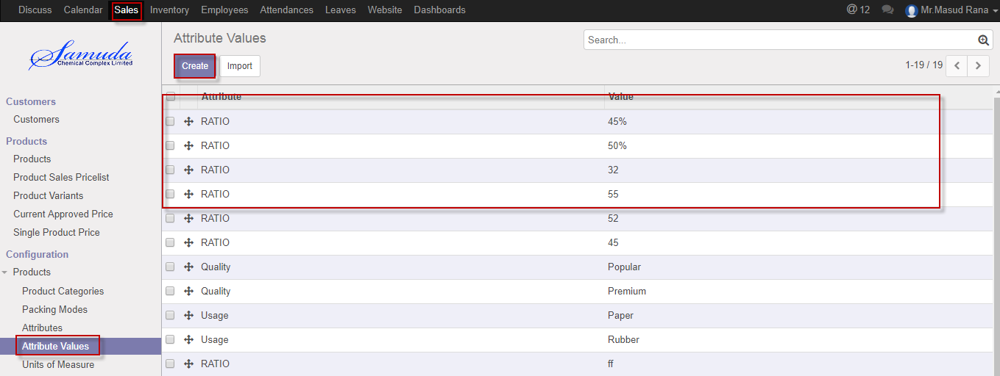 Discuss Calendar Sales Inventory Employees Attendances Leaves Website Dashboards @ 12 Mr.Masud Rana
Samuda
Chemical Complex Limited
Attribute Values
Search...
Create Import
1-19 / 19
Customers
Customers
Products
Products
Product Sales Pricelist
Product Variants
Current Approved Price
Single Product Price
Configuration
Products
Product Categories
Packing Modes
Attributes
Attribute Values
Units of Measure
Attribute Value
RATIO 45%
RATIO 50%
RATIO 32
RATIO 55
RATIO 52
RATIO 45
Quality Popular
Quality Premium
Usage Paper
Usage Rubber
RATIO ff